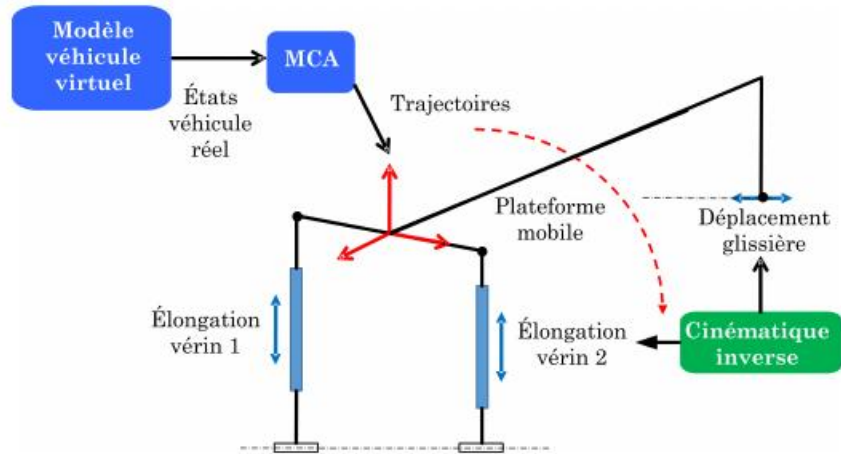 Modèle
véhicule
virtuel
MCA
États
véhicule
réel
Trajectoires
Plateforme
mobile
Déplacement
glissière
Élongation
vérin 1
Élongation
vérin 2
Cinématique
inverse